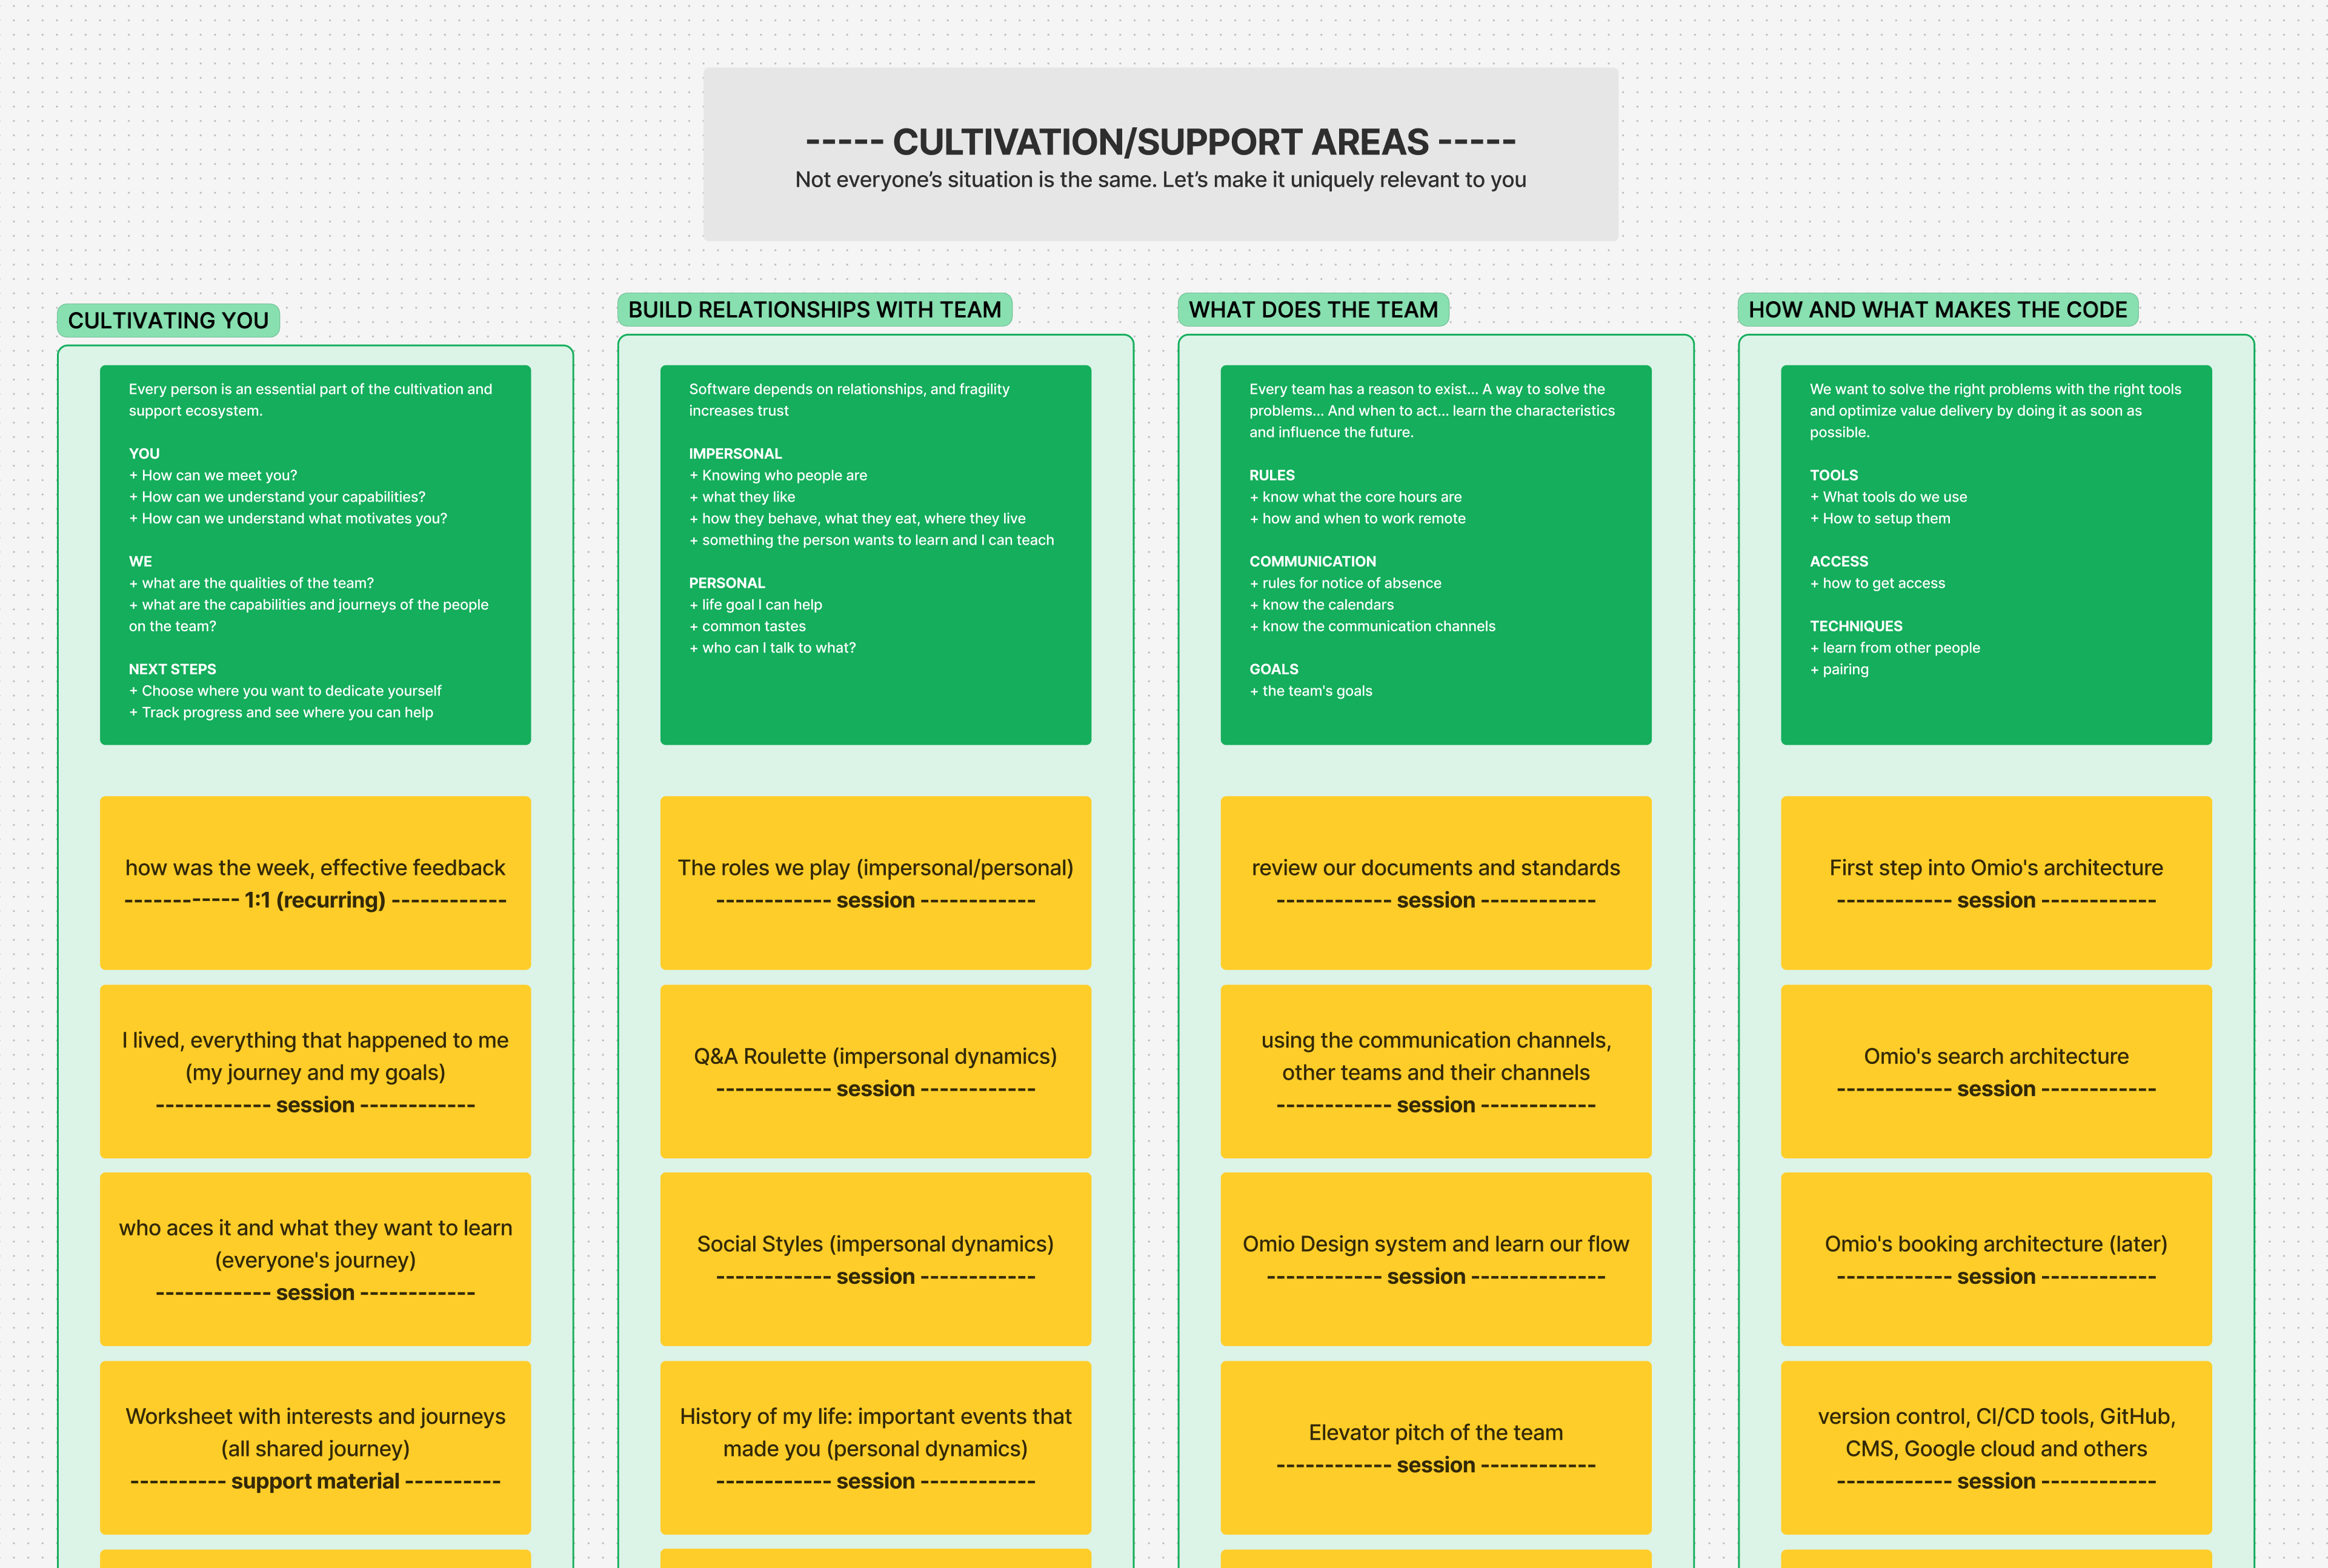 ----- CULTIVATION/SUPPORT AREAS -----
Not everyone’s situation is the same. Let’s make it uniquely relevant to you
CULTIVATING YOU
Every person is an essential part of the cultivation and
support ecosystem.
YOU
+ How can we meet you?
+ How can we understand your capabilities?
+ How can we understand what motivates you?
WE
+ what are the qualities of the team?
+ what are the capabilities and journeys of the people
on the team?
NEXT STEPS
+ Choose where you want to dedicate yourself
+ Track progress and see where you can help
how was the week, effective feedback
------------ 1:1 (recurring) ------------
I lived, everything that happened to me
(my journey and my goals)
------------ session ------------
who aces it and what they want to learn
(everyone's journey)
------------ session ------------
Worksheet with interests and journeys
(all shared journey)
---------- support material ----------
BUILD RELATIONSHIPS WITH TEAM
Software depends on relationships, and fragility
increases trust
IMPERSONAL
+ Knowing who people are
+ what they like
+ how they behave, what they eat, where they live
+ something the person wants to learn and I can teach
PERSONAL
+ life goal I can help
+ common tastes
+ who can I talk to what?
The roles we play (impersonal/personal)
------------ session ------------
Q&A Roulette (impersonal dynamics)
------------ session ------------
Social Styles (impersonal dynamics)
------------ session ------------
History of my life: important events that
made you (personal dynamics)
------------ session ------------
WHAT DOES THE TEAM
Every team has a reason to exist... A way to solve the
problems... And when to act... learn the characteristics
and influence the future.
RULES
+ know what the core hours are
+ how and when to work remote
COMMUNICATION
+ rules for notice of absence
+ know the calendars
+ know the communication channels
GOALS
+ the team's goals
review our documents and standards
------------ session ------------
using the communication channels,
other teams and their channels
------------ session ------------
Omio Design system and learn our flow
------------ session --------------
Elevator pitch of the team
------------ session ------------
HOW AND WHAT MAKES THE CODE
We want to solve the right problems with the right tools
and optimize value delivery by doing it as soon as
possible.
TOOLS
+ What tools do we use
+ How to setup them
ACCESS
+ how to get access
TECHNIQUES
+ learn from other people
+ pairing
First step into Omio's architecture
------------ session ------------
Omio's search architecture
------------ session ------------
Omio's booking architecture (later)
------------ session ------------
version control, CI/CD tools, GitHub,
CMS, Google cloud and others
------------ session ------------